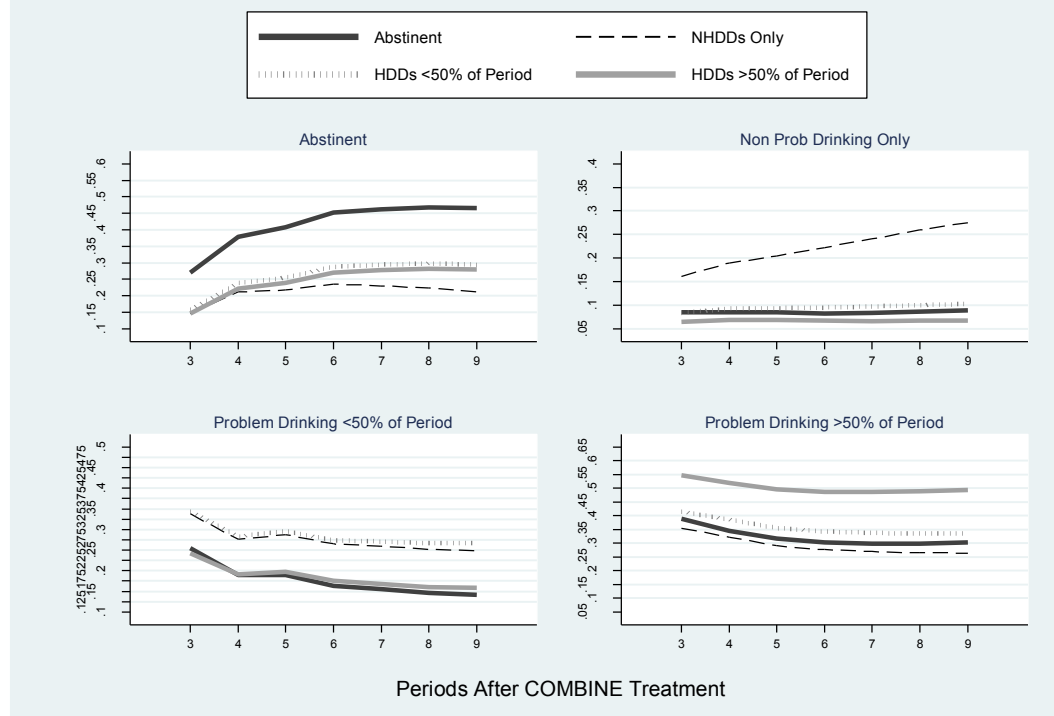 Abstinent
NHDDs Only
HDDs <50% of Period
HDDs >50% of Period
Abstinent
.1 .15 .2 .25 .3 .35 .4 .45 .5 .55 .6
3 4 5 6 7 8 9
Non Prob Drinking Only
.05 .1 .15 .2 .25 .3 .35 .4
3 4 5 6 7 8 9
Problem Drinking <50% of Period
.125175225275325375425475
.1 .15 .2 .25 .3 .35 .4 .45 .5
3 4 5 6 7 8 9
Problem Drinking >50% of Period
.05 .1 .15 .2 .25 .3 .35 .4 .45 .5 .55 .6 .65
3 4 5 6 7 8 9
Periods After COMBINE Treatment